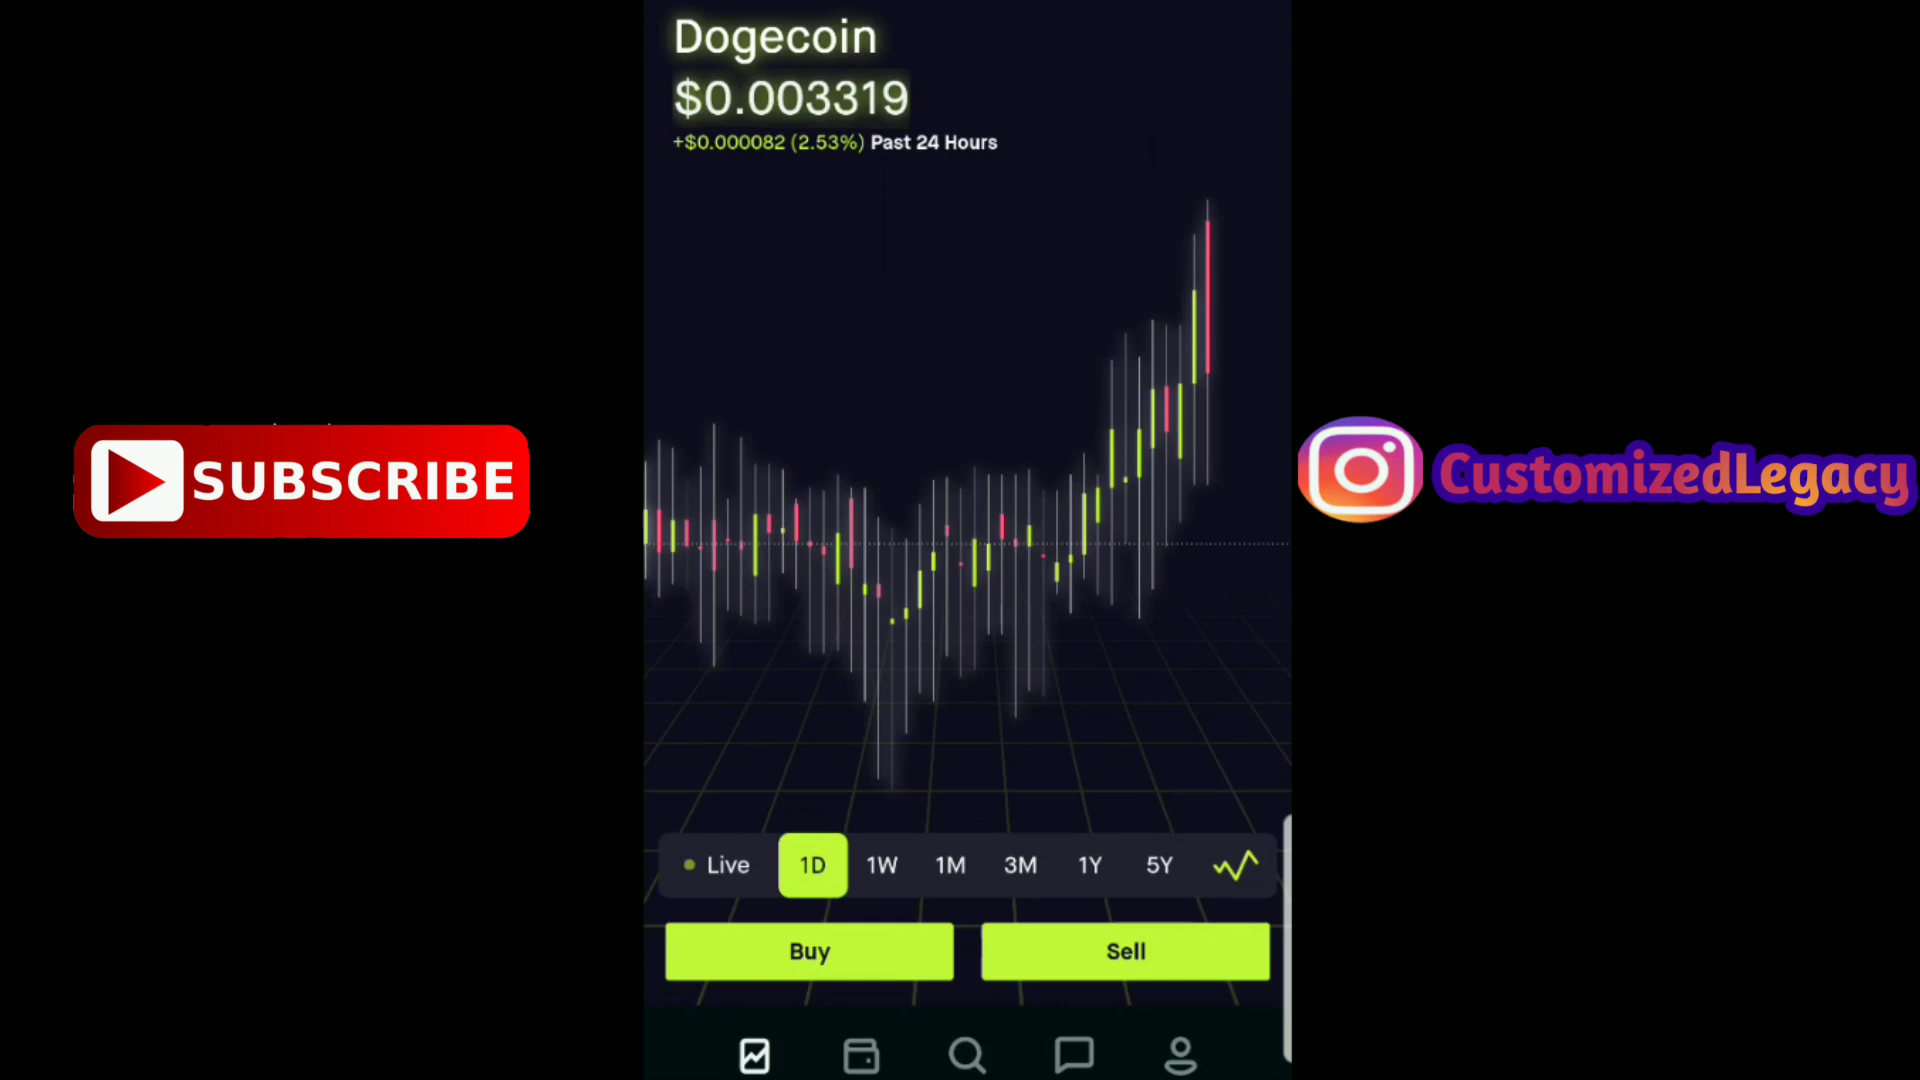 Dogecoin
$0.003319
+$0.000082 (2.53%) Past 24 Hours
SUBSCRIBE
CustomizedLegacy
Live 1D 1W 1M 3M 1Y 5Y
Buy Sell